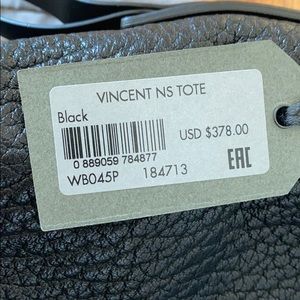 VINCENT NS TOTE
Black
USD $378.00
0 889059 784877
EAC
WB045P 184713